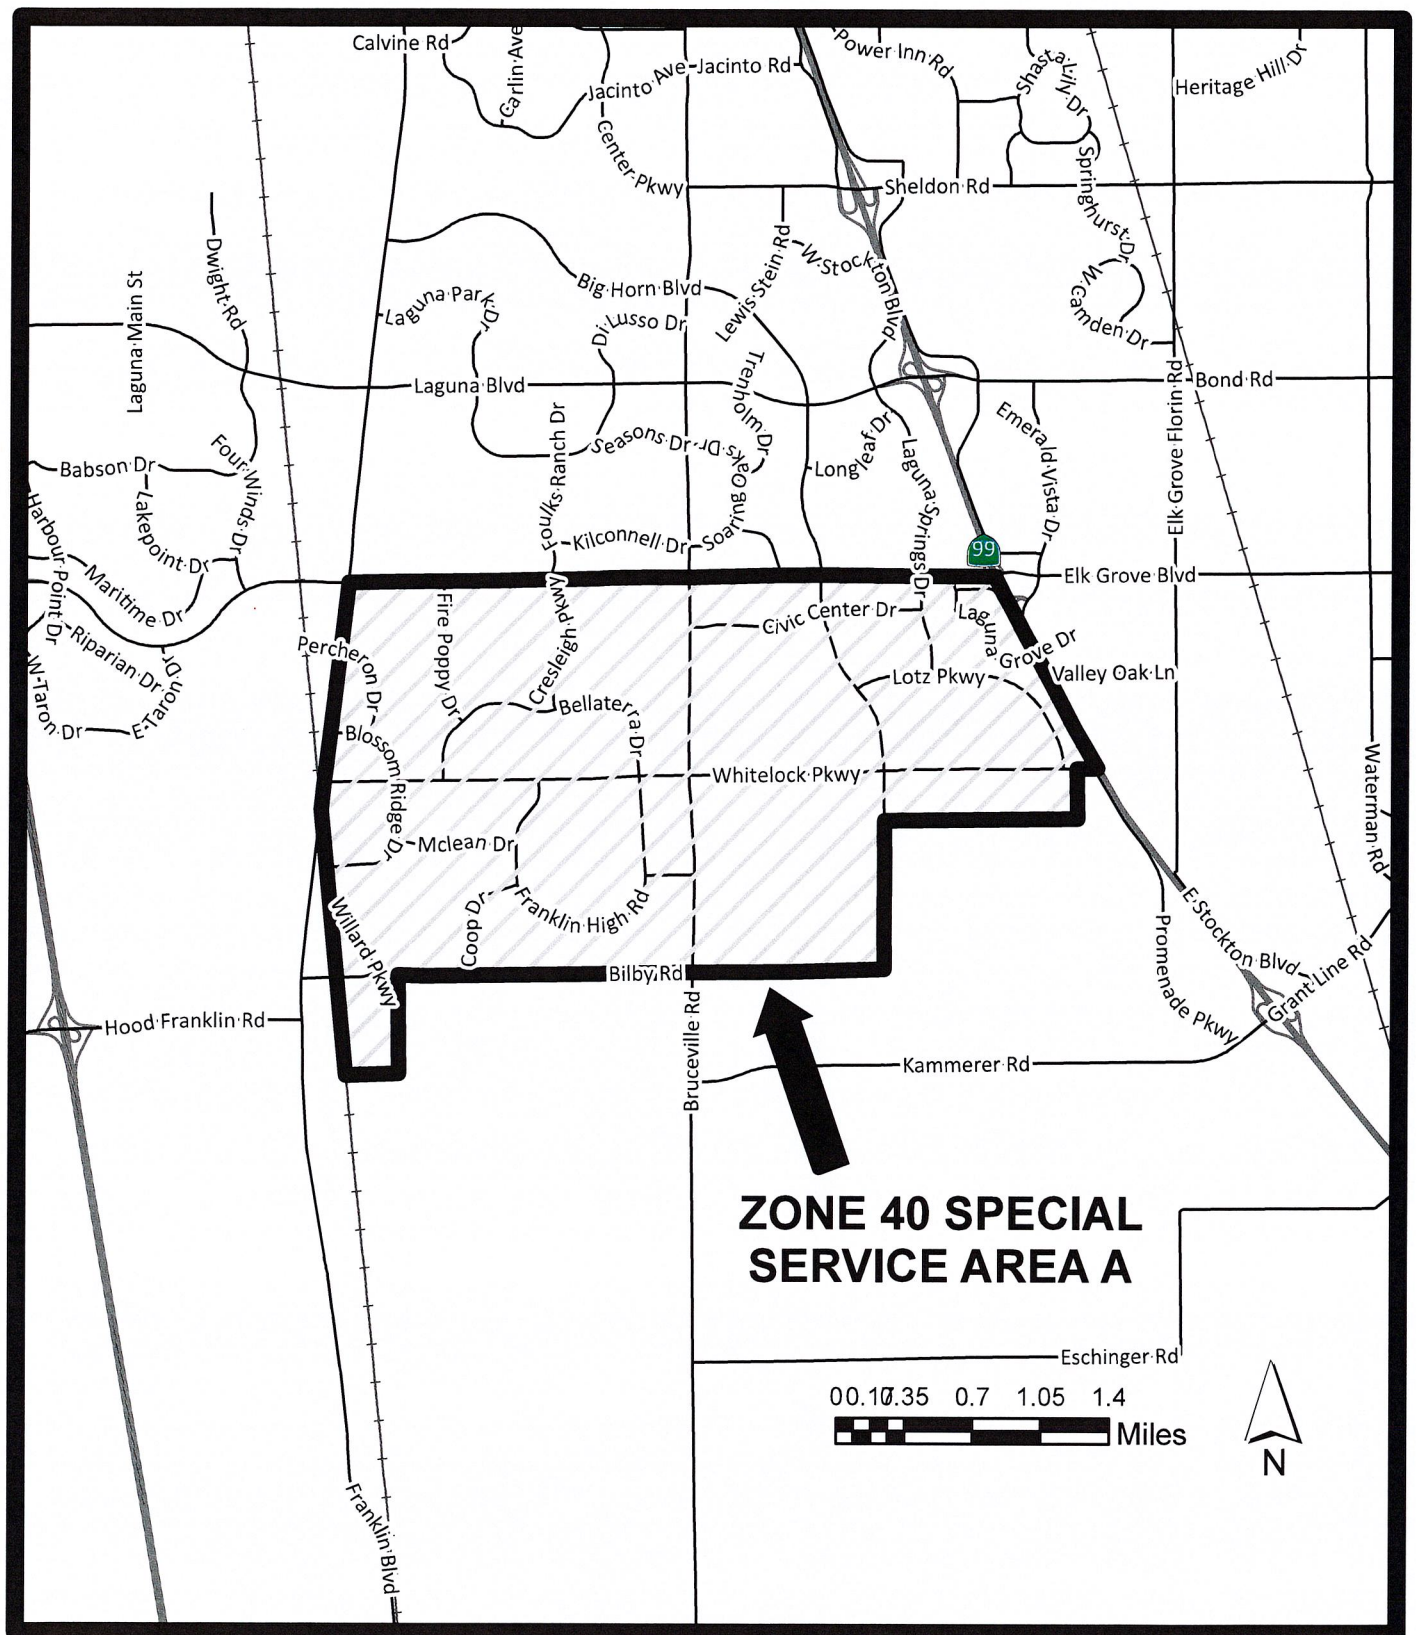 Calvine Rd
Carlin Ave
Jacinto Ave
Jacinto Rd
Power Inn Rd
Shasta Lily Dr
Heritage Hill Dr
Center Pkwy
Sheldon Rd
Springhurst Dr
Dwight Rd
Laguna Main St
Big Horn Blvd
Lewis Stein Rd
W Stockton Blvd
W Camden Dr
Laguna Park Dr
Di Lusso Dr
Trenholm Dr
Laguna Blvd
Bond Rd
Elk Grove Florin Rd
Foulks Ranch Dr
Seasons Dr
Soaring Oaks Dr
Longleaf Dr
Laguna Springs Dr
Emerald Vista Dr
Babson Dr
Four Winds Dr
Lakepoint Dr
Harbour Point Dr
Maritime Dr
Kilconnell Dr
99
Elk Grove Blvd
Riparian Dr
W Taron Dr
E Taron Dr
Percheron Dr
Fire Poppy Dr
Cresleigh Pkwy
Civic Center Dr
Laguna Grove Dr
Lotz Pkwy
Valley Oak Ln
Bellaterra Dr
Blossom Ridge Dr
Whitelock Pkwy
Waterman Rd
Mclean Dr
Willard Pkwy
Coop Dr
Franklin High Rd
Bilby Rd
E Stockton Blvd
Promenade Pkwy
Grant Line Rd
Hood Franklin Rd
Bruceville Rd
Kammerer Rd
ZONE 40 SPECIAL
SERVICE AREA A
Eschinger Rd
0 0.17 0.35 0.7 1.05 1.4
Miles
N
Franklin Blvd